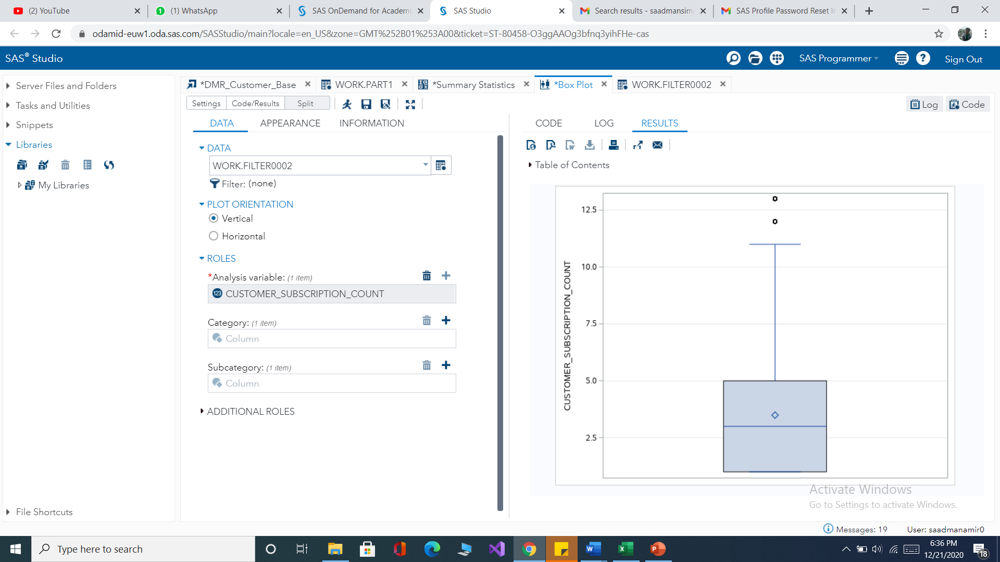 (2) YouTube
(1) WhatsApp
SAS OnDemand for Academi
SAS Studio
Search results - saadmansima
SAS Profile Password Reset In
odamid-euw1.oda.sas.com/SASStudio/main?locale=en_US&zone=GMT%252B01%253A00&ticket=ST-80458-O3ggAAOg3bfnq3yihFHe-cas
SAS® Studio
SAS Programmer
Sign Out
Server Files and Folders
Tasks and Utilities
Snippets
Libraries
My Libraries
File Shortcuts
*DMR_Customer_Base
WORK.PART1
*Summary Statistics
*Box Plot
WORK.FILTER0002
Settings
Code/Results
Split
Log
Code
DATA
APPEARANCE
INFORMATION
DATA
WORK.FILTER0002
Filter: (none)
PLOT ORIENTATION
Vertical
Horizontal
ROLES
*Analysis variable: (1 item)
123 CUSTOMER_SUBSCRIPTION_COUNT
Category: (1 item)
Column
Subcategory: (1 item)
Column
ADDITIONAL ROLES
CODE
LOG
RESULTS
Table of Contents
CUSTOMER_SUBSCRIPTION_COUNT
12.5
10.0
7.5
5.0
2.5
Activate Windows
Go to Settings to activate Windows.
Messages: 19
User: saadmanamir0
Type here to search
6:36 PM
12/21/2020
18